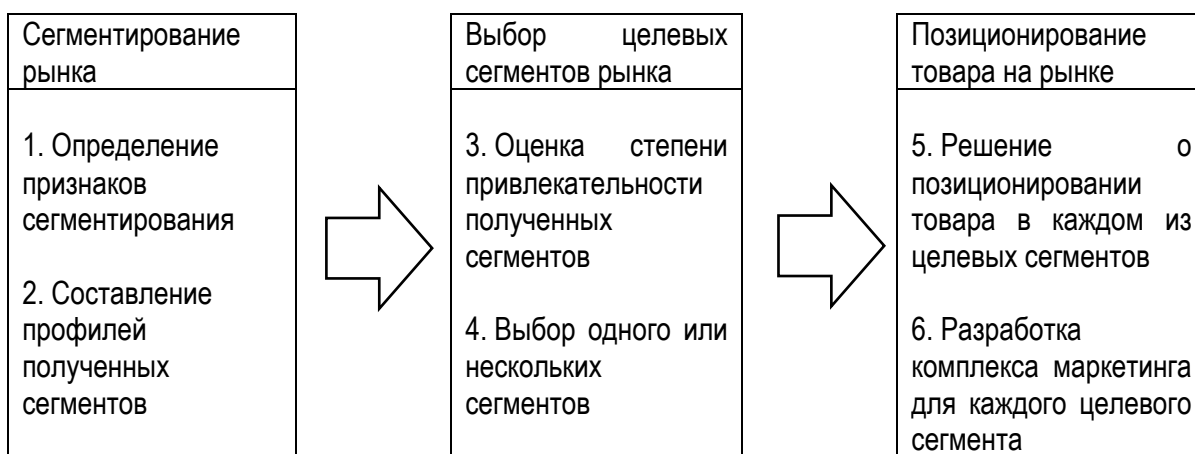 Сегментирование
рынка
1. Определение
признаков
сегментирования
2. Составление
профилей
полученных
сегментов
Выбор целевых
сегментов рынка
3. Оценка степени
привлекательности
полученных
сегментов
4. Выбор одного или
нескольких
сегментов
Позиционирование
товара на рынке
5. Решение о
позиционировании
товара в каждом из
целевых сегментов
6. Разработка
комплекса маркетинга
для каждого целевого
сегмента